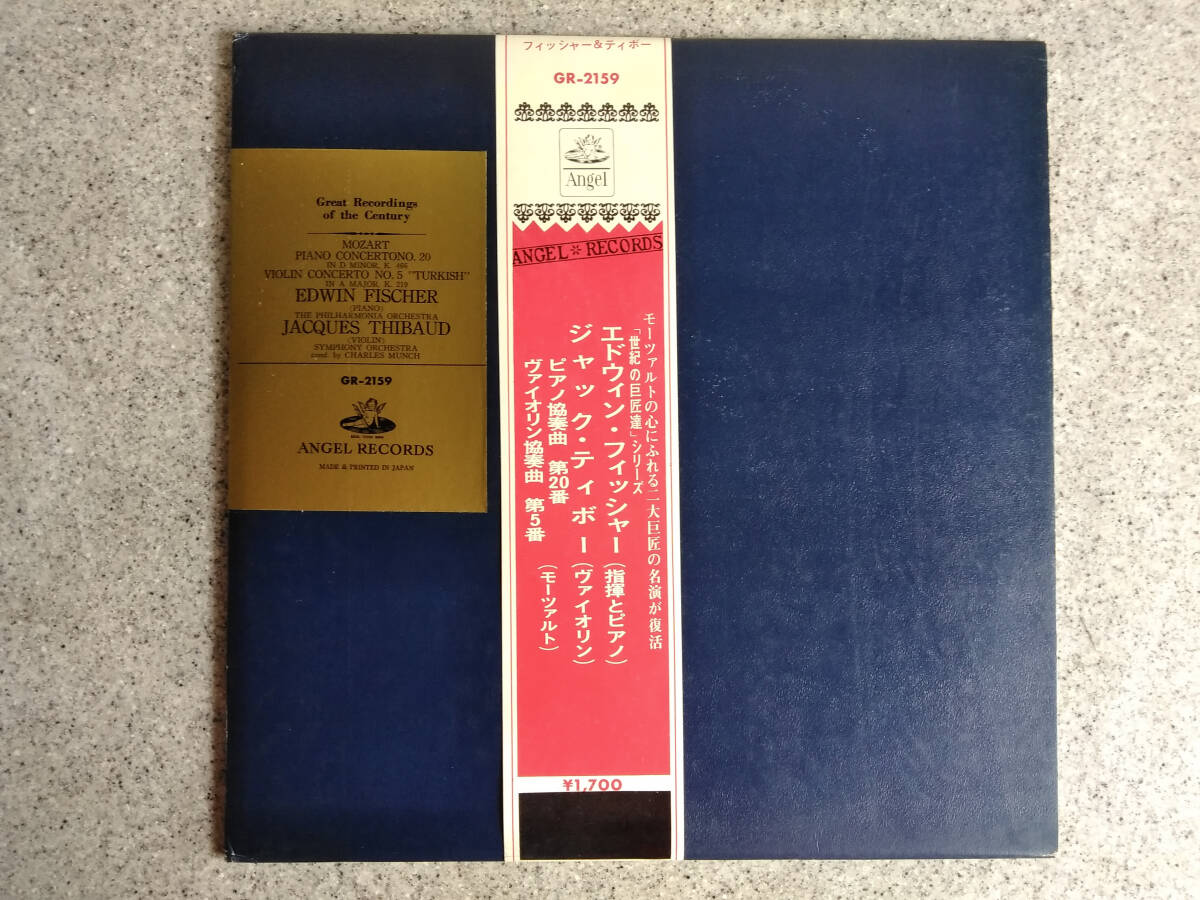 Great Recordings
of the Century
MOZART
PIANO CONCERTONO. 20
IN D MINOR, K. 466
VIOLIN CONCERTO NO. 5 "TURKISH"
IN A MAJOR, K. 219
EDWIN FISCHER
(PIANO)
THE PHILHARMONIA ORCHESTRA
JACQUES THIBAUD
(VIOLIN)
SYMPHONY ORCHESTRA
cond. by CHARLES MUNCH
GR-2159
ANGEL RECORDS
MADE & PRINTED IN JAPAN
フィッシャー&ティボー
GR-2159
Angel
ANGEL RECORDS
モーツァルトの心にふれる二大巨匠の名演が復活
「世紀の巨匠達」シリーズ
エドウィン・フィッシャー(指揮とピアノ)
ジャック・ティボー(ヴァイオリン)
ピアノ協奏曲 第20番
ヴァイオリン協奏曲 第5番
(モーツァルト)
¥1,700